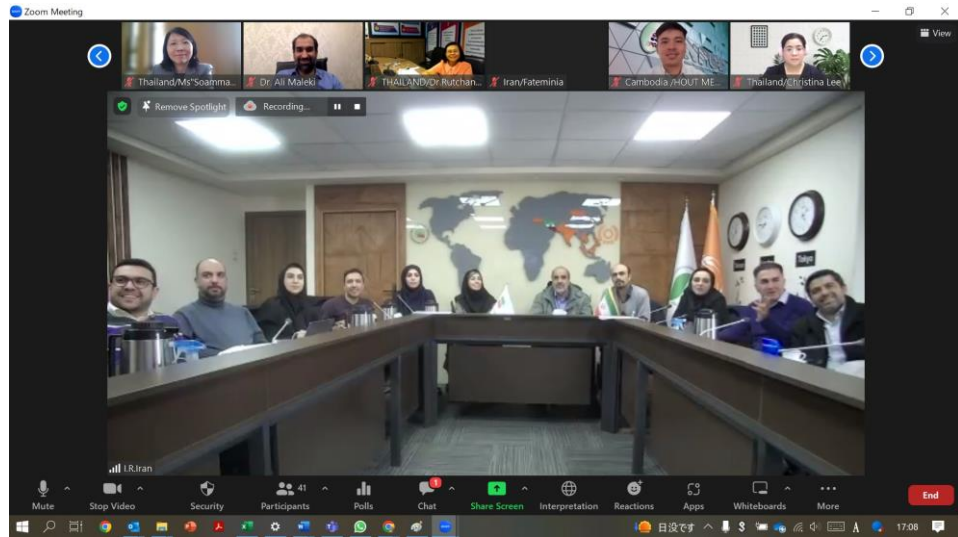 Zoom Meeting
View
Thailand/Ms"Soamma...
Dr. Ali Maleki
THAILAND/Dr.Rutchan...
Iran/Fateminia
Cambodia /HOUT ME...
Thailand/Christina Lee
Remove Spotlight
Recording...
Tokyo
I.R.Iran
Mute
Stop Video
Security
41
Participants
Polls
1
Chat
Share Screen
Interpretation
Reactions
Apps
Whiteboards
More
End
日没です
A
17:08